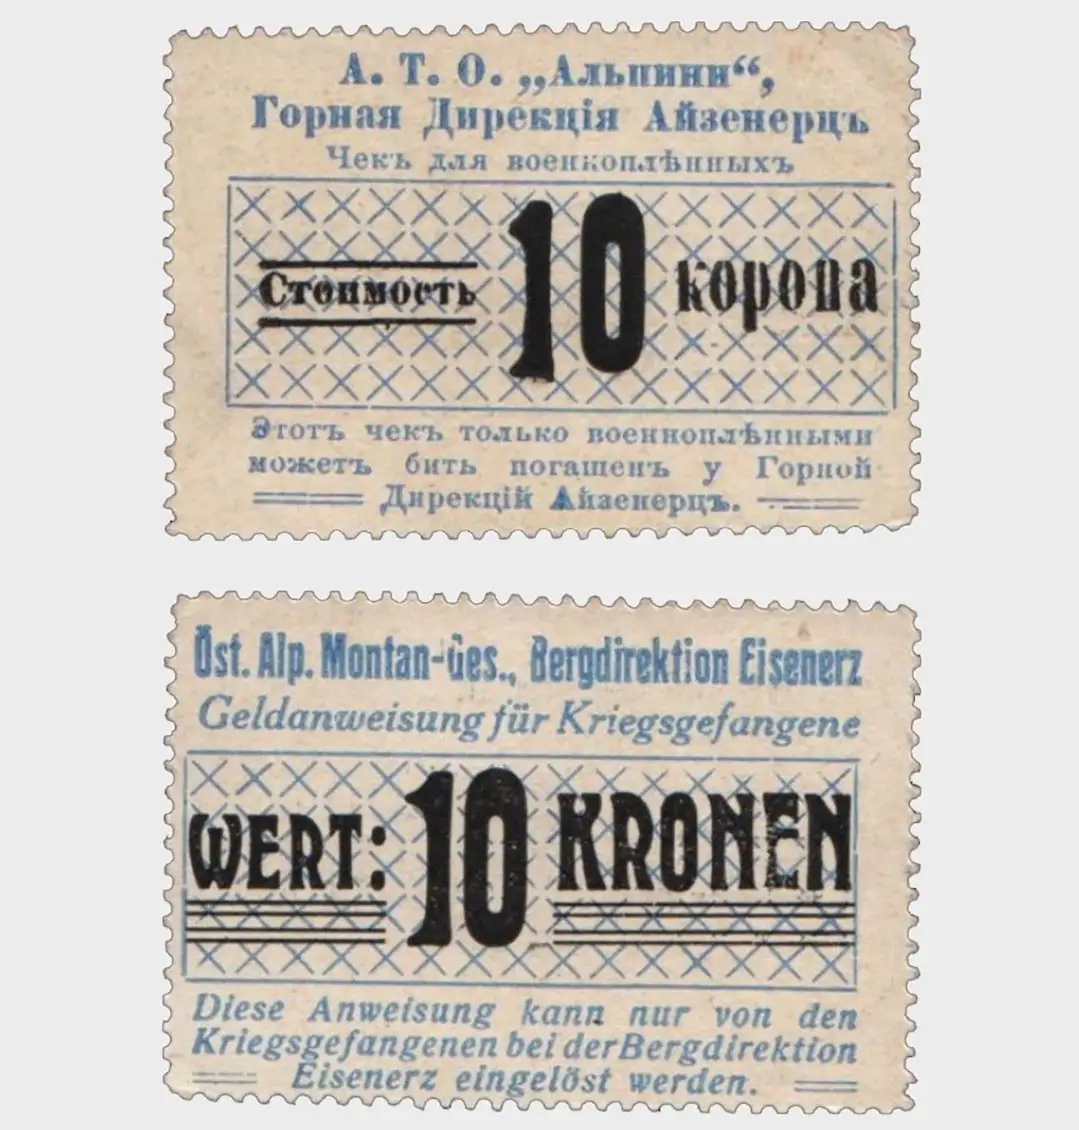 А. Т. О. „Альпини“,
Горная Дирекція Айзенерцъ
Чекъ для военноплѣнныхъ
Стоимость 10 корона
Этотъ чекъ только военноплѣнными
можетъ бить погашенъ у Горной
Дирекцій Айзенерцъ.
Öst. Alp. Montan-Ges., Bergdirektion Eisenerz
Geldanweisung für Kriegsgefangene
WERT: 10 KRONEN
Diese Anweisung kann nur von den
Kriegsgefangenen bei der Bergdirektion
Eisenerz eingelöst werden.